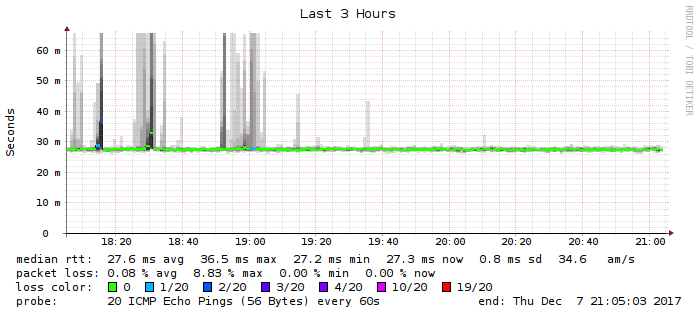 Last 3 Hours
RRDTOOL / TOBI OETIKER
Seconds
60 m
50 m
40 m
30 m
20 m
10 m
0
18:20 18:40 19:00 19:20 19:40 20:00 20:20 20:40 21:00
median rtt: 27.6 ms avg 36.5 ms max 27.2 ms min 27.3 ms now 0.8 ms sd 34.6 am/s
packet loss: 0.08 % avg 8.83 % max 0.00 % min 0.00 % now
loss color: 0 1/20 2/20 3/20 4/20 10/20 19/20
probe: 20 ICMP Echo Pings (56 Bytes) every 60s end: Thu Dec 7 21:05:03 2017